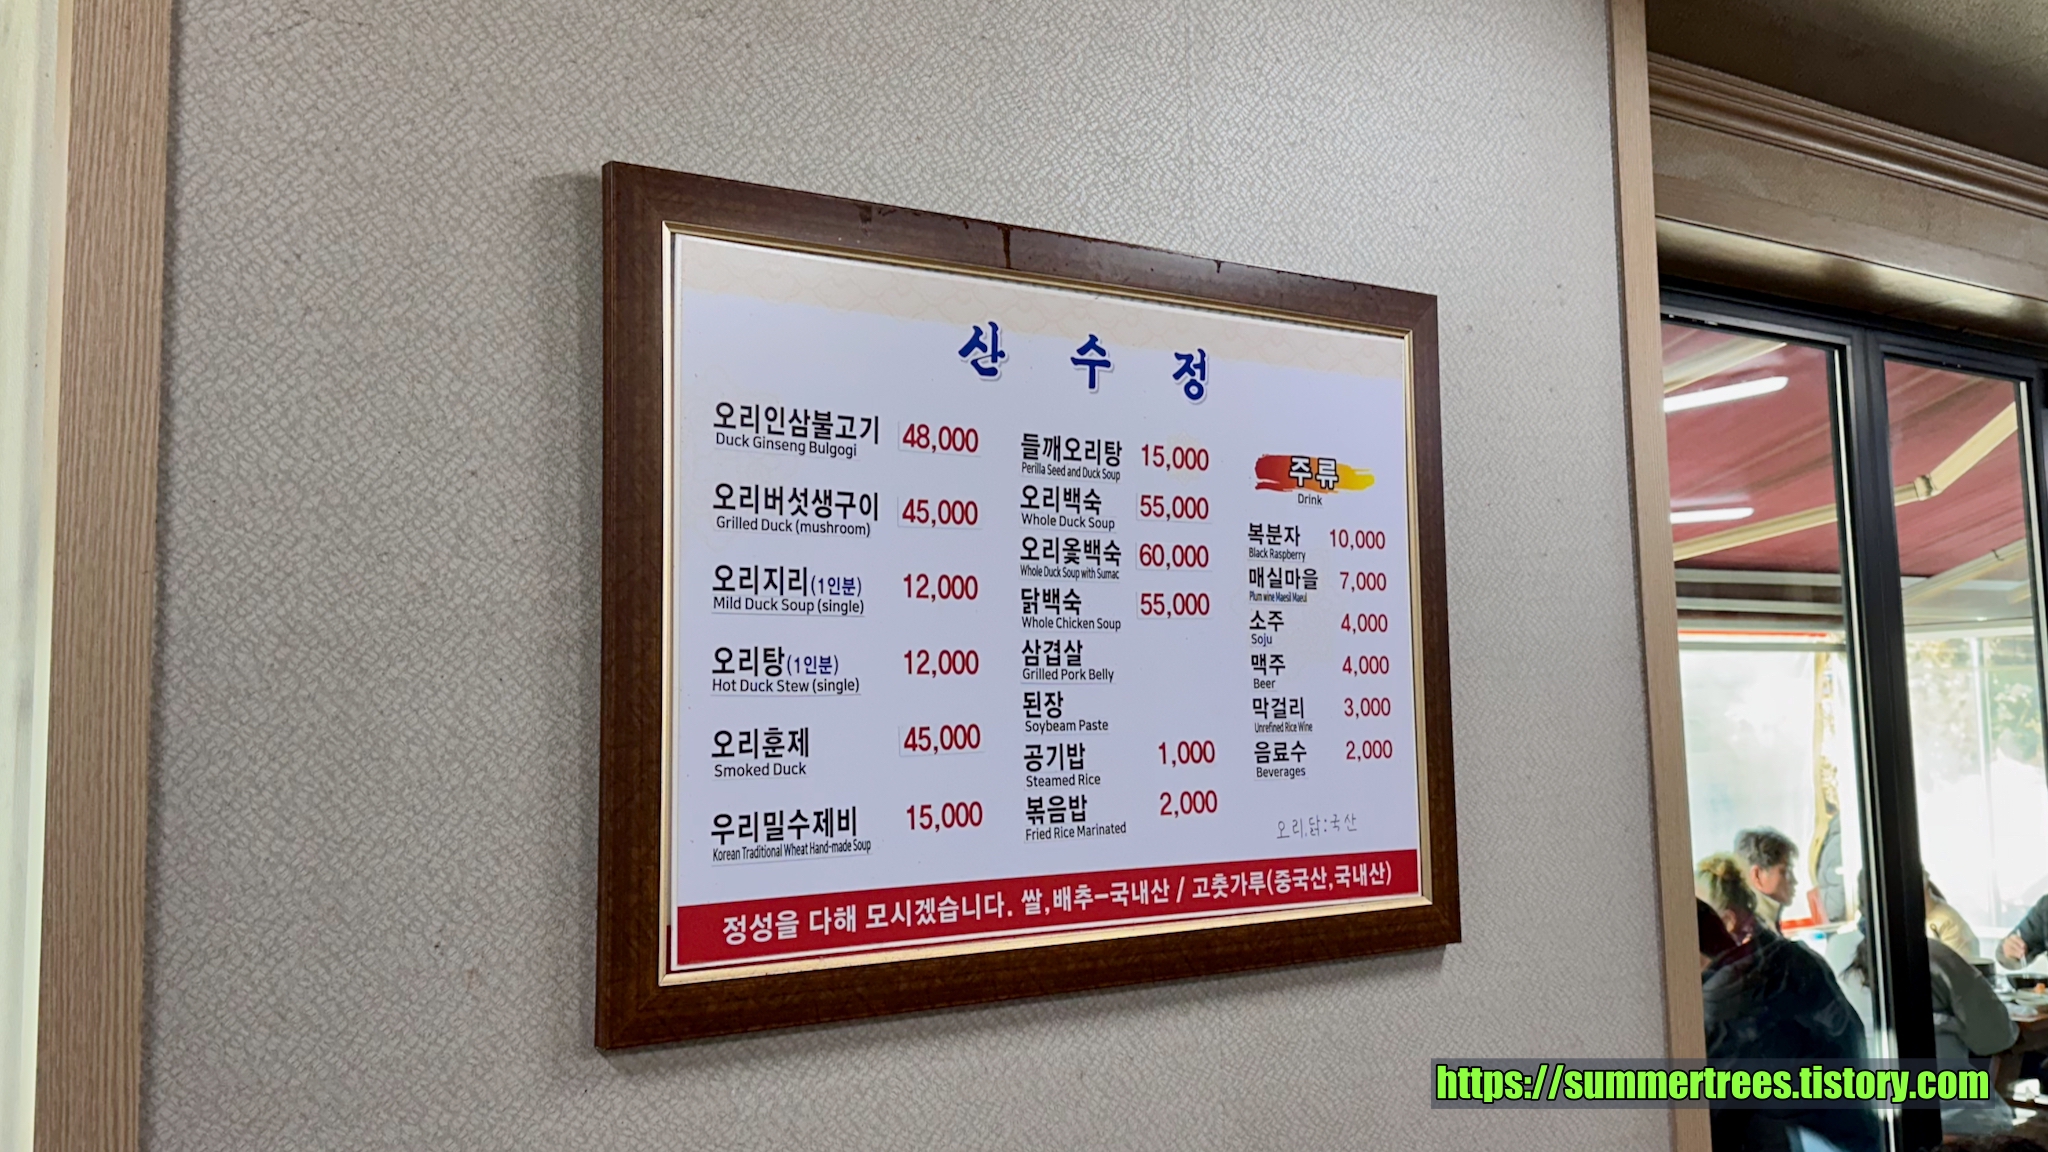 산 수 정
오리인삼불고기 48,000
Duck Ginseng Bulgogi
오리버섯생구이 45,000
Grilled Duck (mushroom)
오리지리(1인분) 12,000
Mild Duck Soup (single)
오리탕(1인분) 12,000
Hot Duck Stew (single)
오리훈제 45,000
Smoked Duck
우리밀수제비 15,000
Korean Traditional Wheat Hand-made Soup
들깨오리탕 15,000
Perilla Seed and Duck Soup
오리백숙 55,000
Whole Duck Soup
오리옻백숙 60,000
Whole Duck Soup with Sumac
닭백숙 55,000
Whole Chicken Soup
삼겹살
Grilled Pork Belly
된장
Soybeam Paste
공기밥 1,000
Steamed Rice
볶음밥 2,000
Fried Rice Marinated
주류
Drink
복분자 10,000
Black Raspberry
매실마을 7,000
Plum wine Maesil Maeul
소주 4,000
Soju
맥주 4,000
Beer
막걸리 3,000
Unrefined Rice Wine
음료수 2,000
Beverages
오리,닭:국산
정성을 다해 모시겠습니다. 쌀,배추-국내산 / 고춧가루(중국산,국내산)
https://summertrees.tistory.com